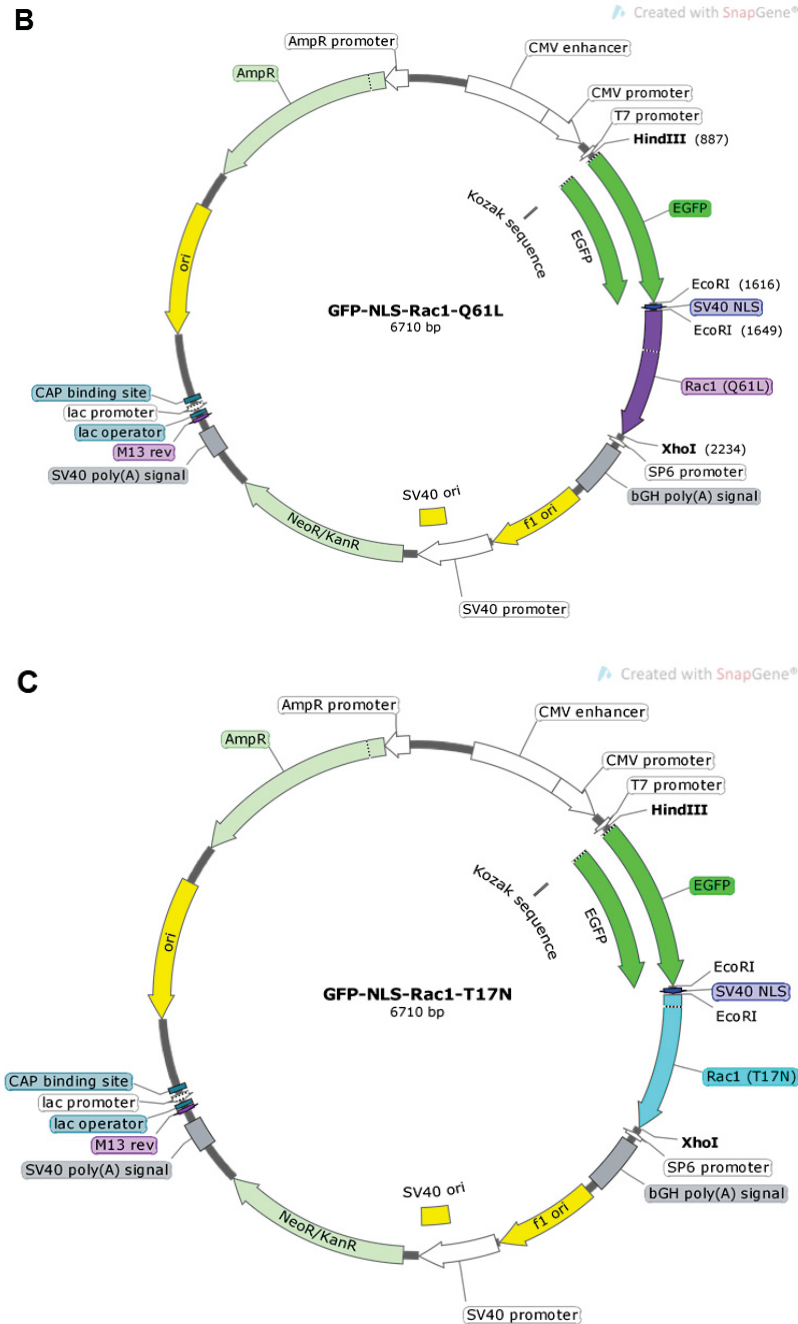 B
Created with SnapGene®
AmpR promoter
CMV enhancer
AmpR
CMV promoter
T7 promoter
HindIII (887)
Kozak sequence
EGFP
EGFP
ori
EcoRI (1616)
GFP-NLS-Rac1-Q61L
SV40 NLS
6710 bp
EcoRI (1649)
Rac1 (Q61L)
CAP binding site
lac promoter
lac operator
M13 rev
XhoI (2234)
SV40 poly(A) signal
SP6 promoter
bGH poly(A) signal
SV40 ori
f1 ori
NeoR/KanR
SV40 promoter
C
Created with SnapGene®
AmpR promoter
CMV enhancer
AmpR
CMV promoter
T7 promoter
HindIII
Kozak sequence
EGFP
EGFP
ori
EcoRI
GFP-NLS-Rac1-T17N
SV40 NLS
6710 bp
EcoRI
CAP binding site
Rac1 (T17N)
lac promoter
lac operator
M13 rev
XhoI
SV40 poly(A) signal
SP6 promoter
bGH poly(A) signal
SV40 ori
f1 ori
NeoR/KanR
SV40 promoter